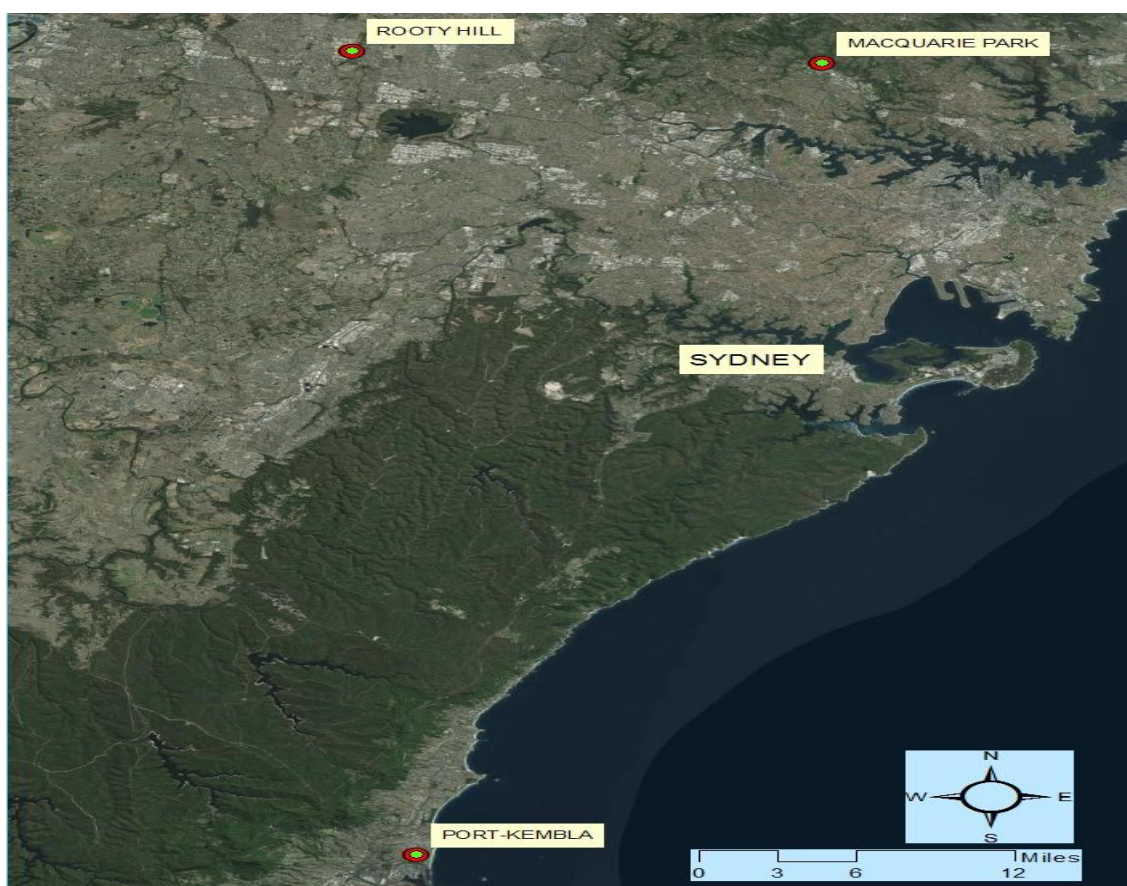 ROOTY HILL
MACQUARIE PARK
SYDNEY
PORT-KEMBLA
N
W E
S
Miles
0 3 6 12